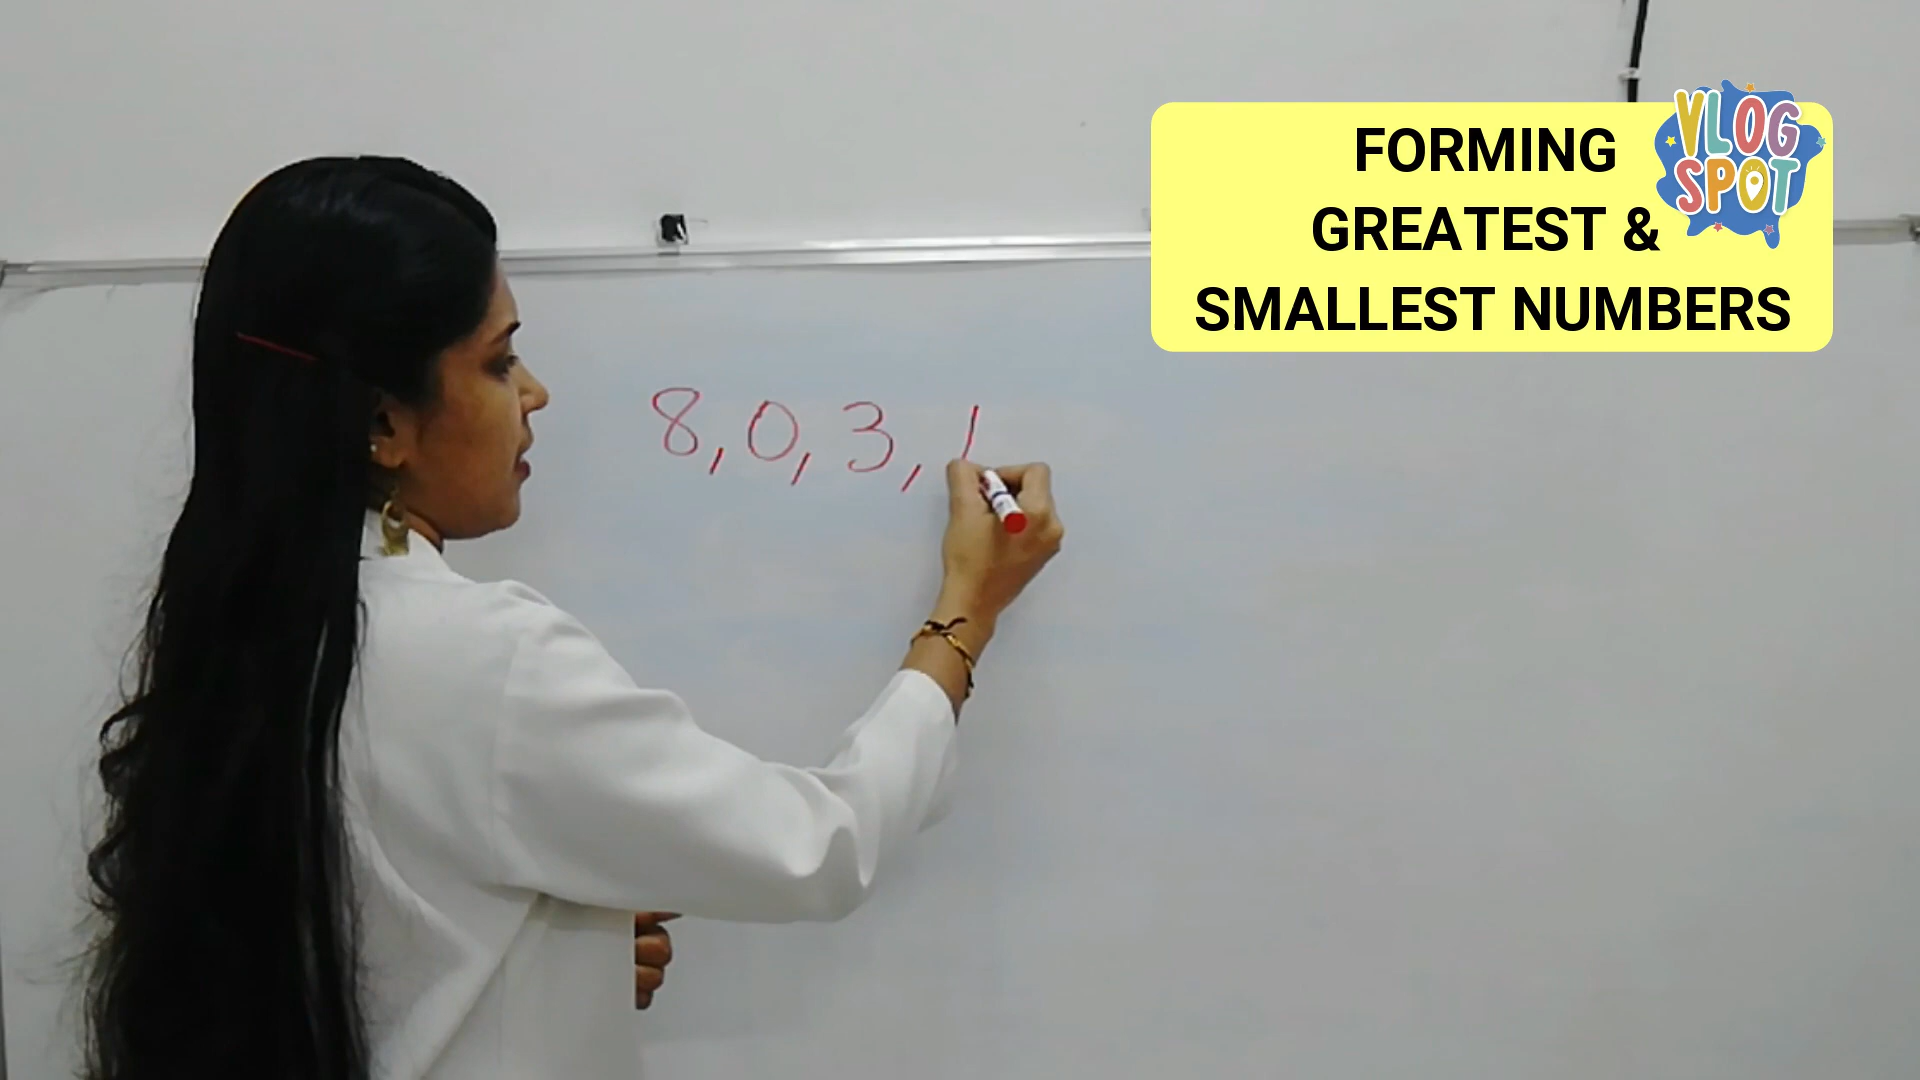 FORMING
GREATEST &
SMALLEST NUMBERS
VLOG
SPOT
8, 0, 3, 1